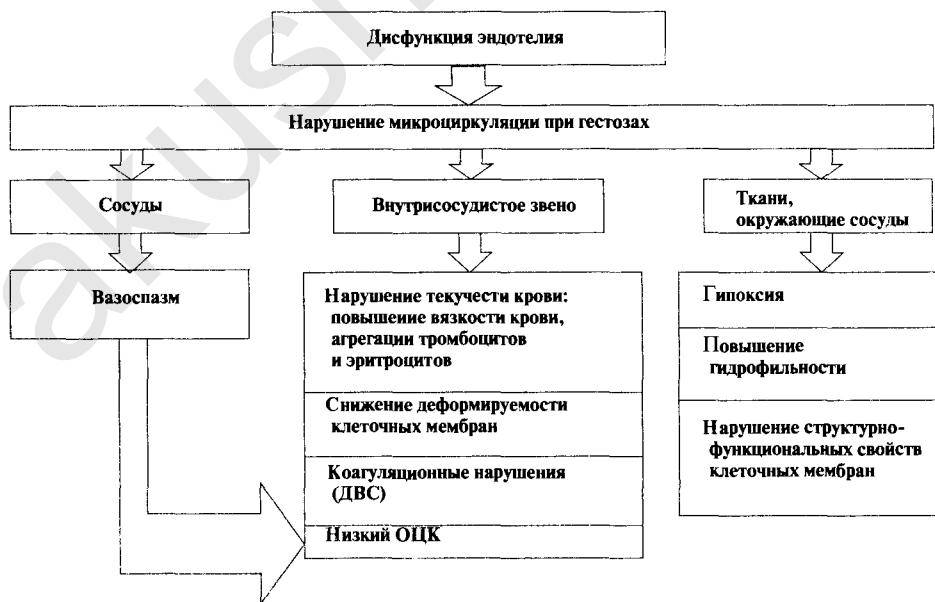 Дисфункция эндотелия
Нарушение микроциркуляции при гестозах
Сосуды
Внутрисосудистое звено
Ткани,
окружающие сосуды
Вазоспазм
Нарушение текучести крови:
повышение вязкости крови,
агрегации тромбоцитов
и эритроцитов
Снижение деформируемости
клеточных мембран
Коагуляционные нарушения
(ДВС)
Низкий ОЦК
Гипоксия
Повышение
гидрофильности
Нарушение структурно-
функциональных свойств
клеточных мембран
akush